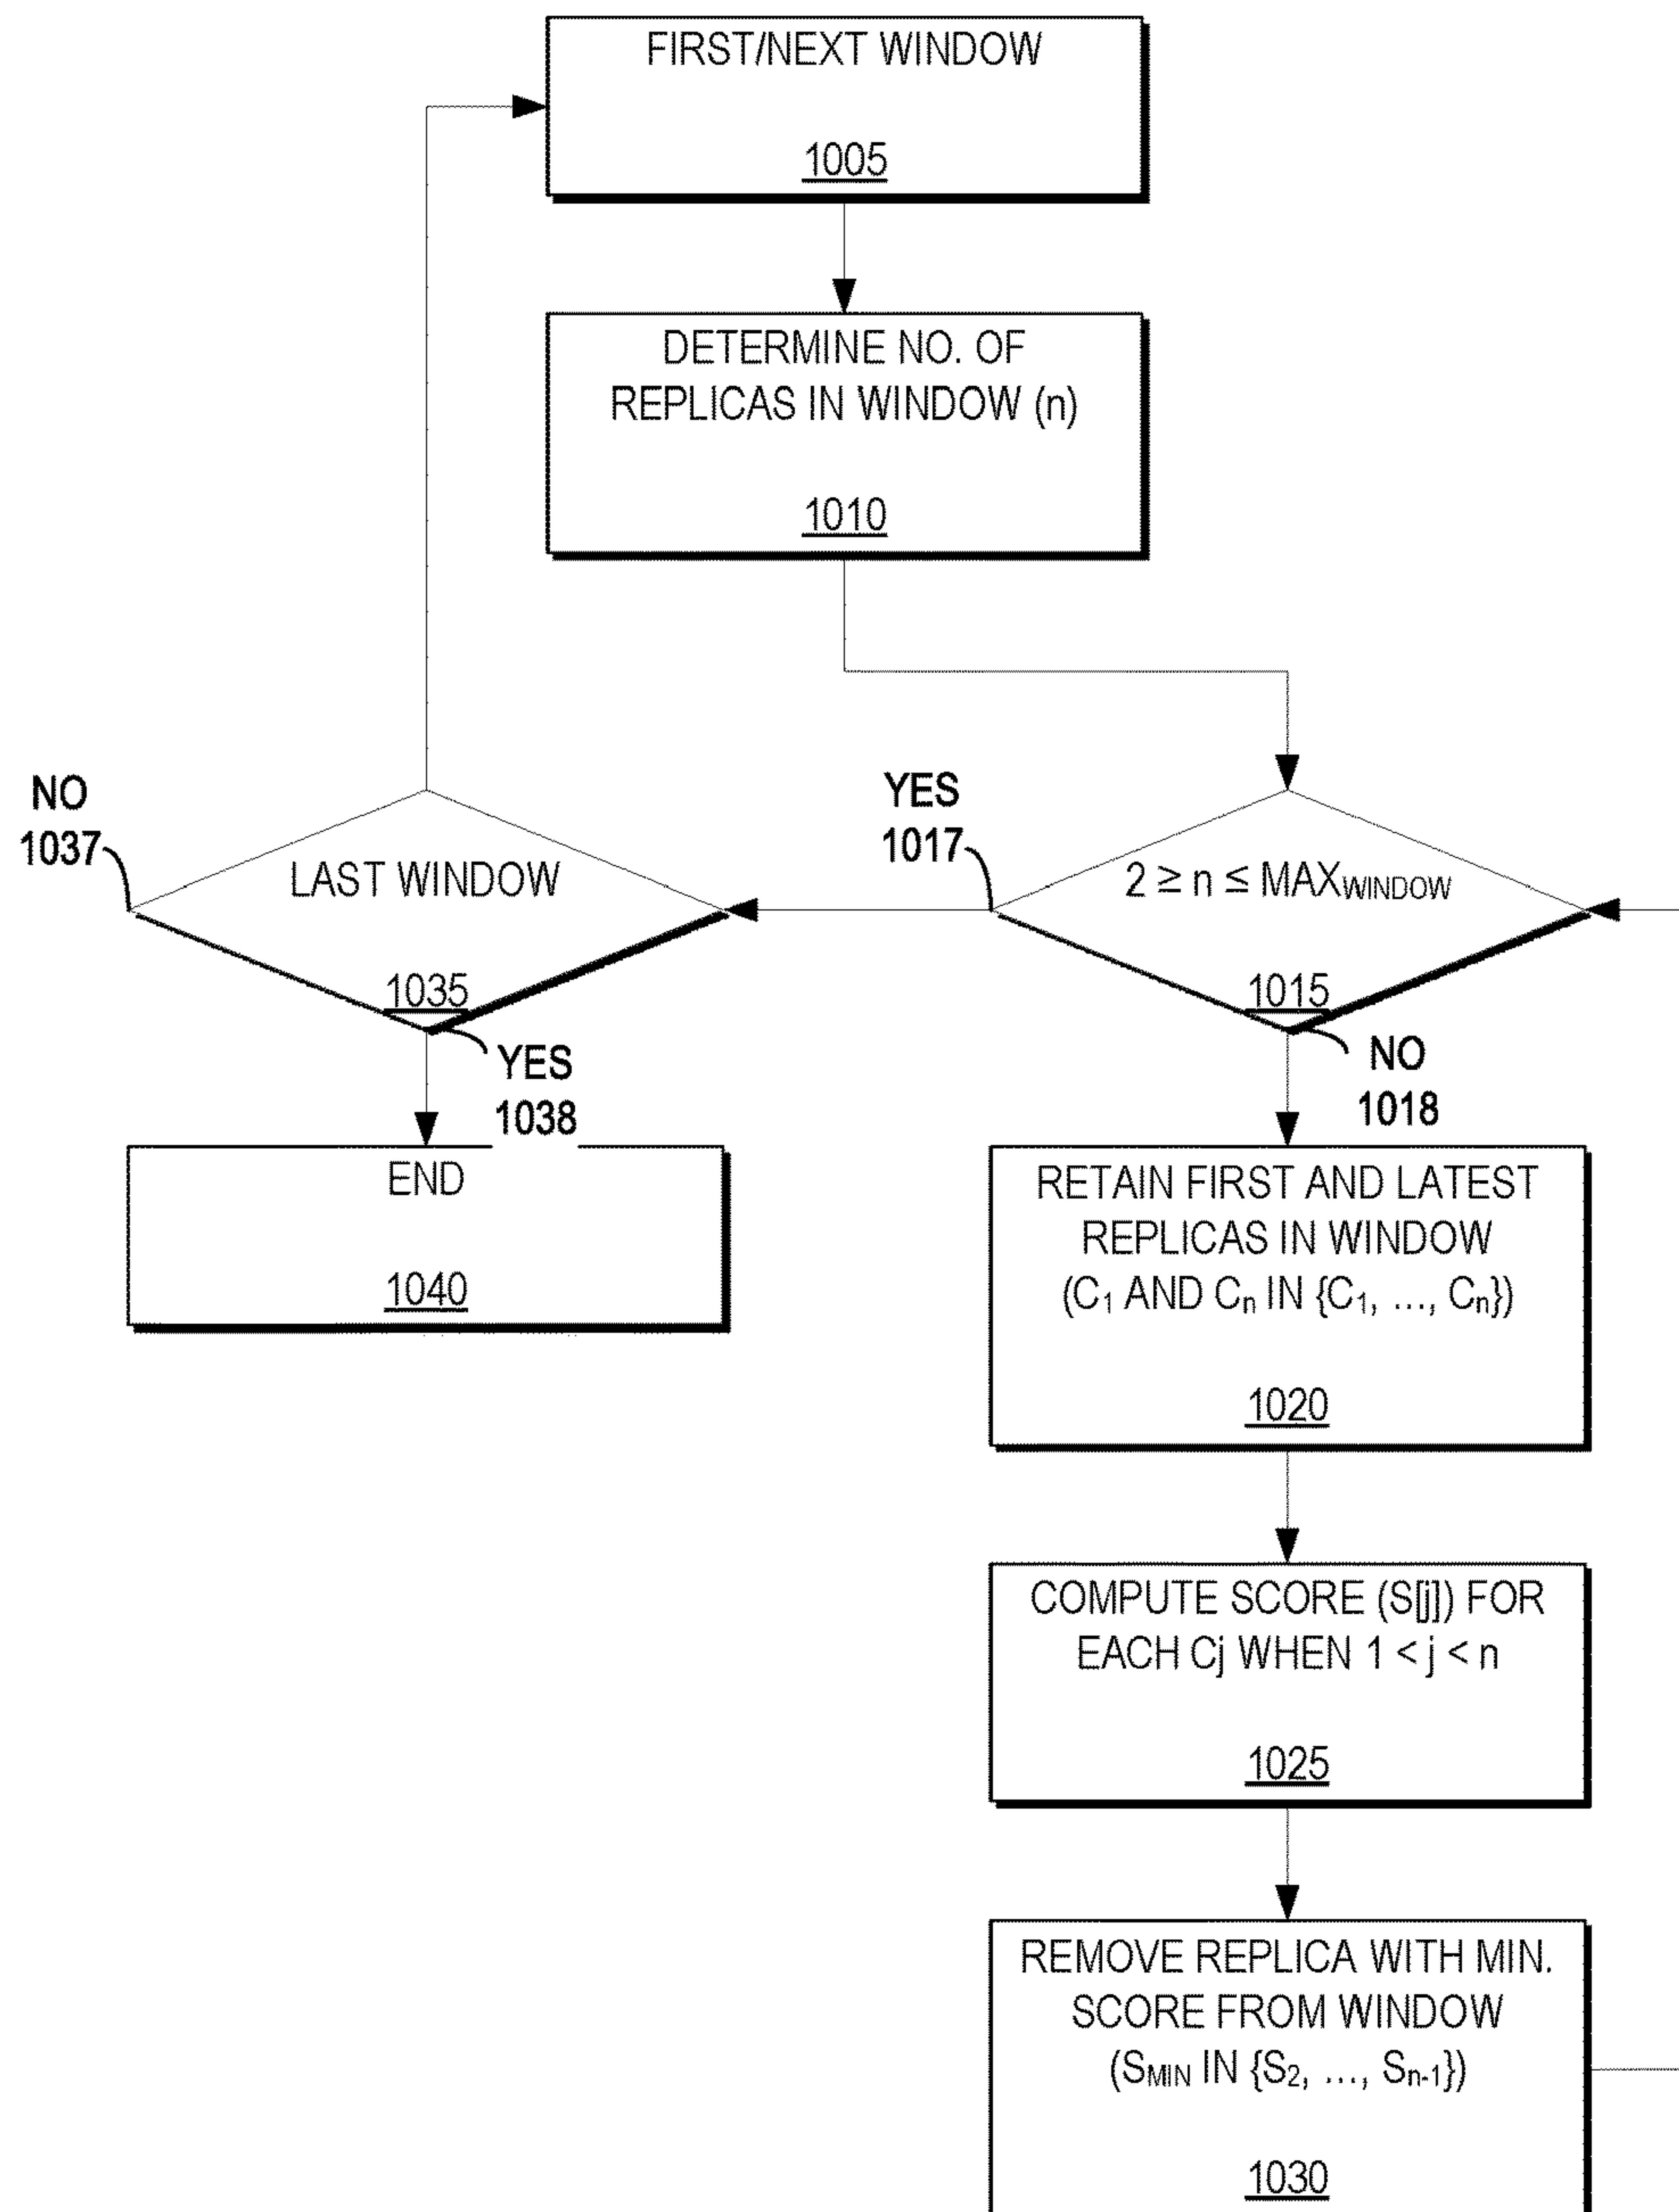 FIRST/NEXT WINDOW
1005
DETERMINE NO. OF
REPLICAS IN WINDOW (n)
1010
NO
1037
LAST WINDOW
1035
YES
1038
YES
1017
2 ≥ n ≤ MAX_WINDOW
1015
NO
1018
END
1040
RETAIN FIRST AND LATEST
REPLICAS IN WINDOW
(C₁ AND Cₙ IN {C₁, ..., Cₙ})
1020
COMPUTE SCORE (S[j]) FOR
EACH Cj WHEN 1 < j < n
1025
REMOVE REPLICA WITH MIN.
SCORE FROM WINDOW
(S_MIN IN {S₂, ..., Sₙ₋₁})
1030